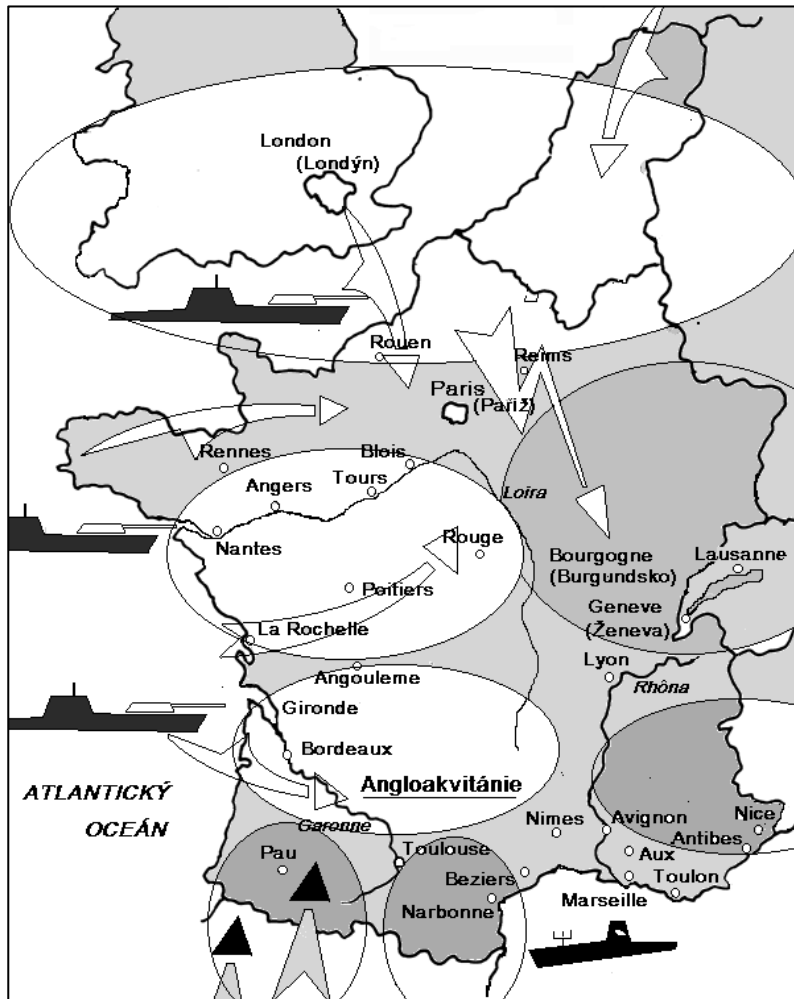 London
(Londýn)
Rouen
Reims
Paris
(Paříž)
Rennes
Blois
Tours
Angers
Loira
Nantes
Rouge
Bourgogne
(Burgundsko)
Lausanne
Poitiers
Geneve
(Ženeva)
La Rochelle
Lyon
Angouleme
Rhôna
Gironde
Bordeaux
ATLANTICKÝ
OCEÁN
Angloakvitánie
Garonne
Nimes
Avignon
Nice
Antibes
Pau
Toulouse
Aux
Beziers
Toulon
Narbonne
Marseille